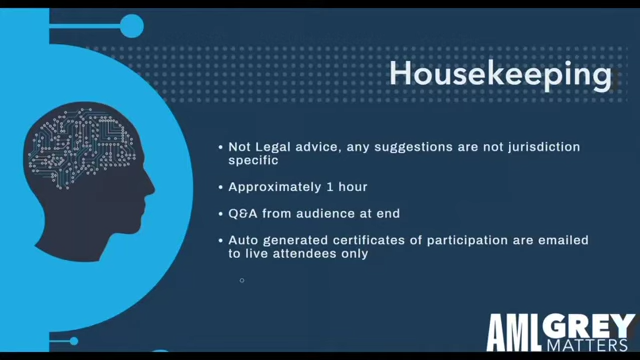 Housekeeping
• Not Legal advice, any suggestions are not jurisdiction
specific
• Approximately 1 hour
• Q&A from audience at end
• Auto generated certificates of participation are emailed
to live attendees only
AML GREY
MATTERS